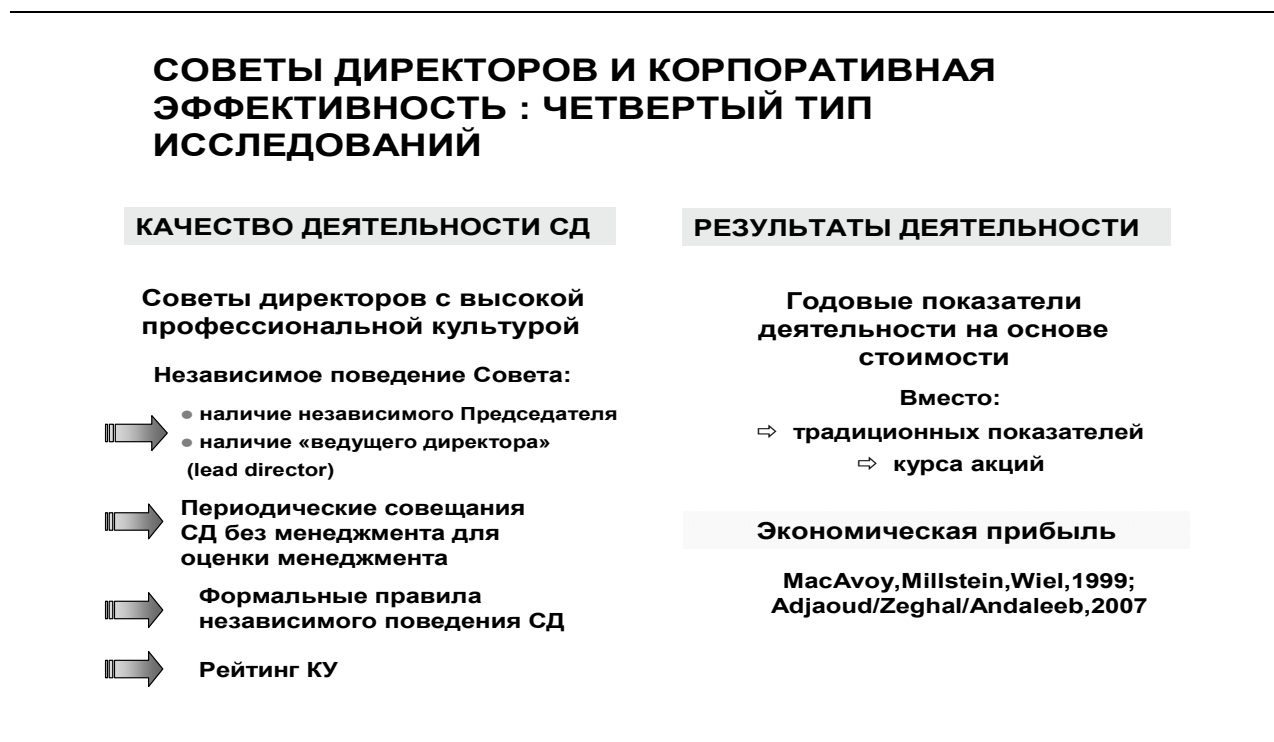 СОВЕТЫ ДИРЕКТОРОВ И КОРПОРАТИВНАЯ
ЭФФЕКТИВНОСТЬ : ЧЕТВЕРТЫЙ ТИП
ИССЛЕДОВАНИЙ
КАЧЕСТВО ДЕЯТЕЛЬНОСТИ СД
Советы директоров с высокой
профессиональной культурой
Независимое поведение Совета:
● наличие независимого Председателя
● наличие «ведущего директора»
(lead director)
Периодические совещания
СД без менеджмента для
оценки менеджмента
Формальные правила
независимого поведения СД
Рейтинг КУ
РЕЗУЛЬТАТЫ ДЕЯТЕЛЬНОСТИ
Годовые показатели
деятельности на основе
стоимости
Вместо:
⇨ традиционных показателей
⇨ курса акций
Экономическая прибыль
MacAvoy,Millstein,Wiel,1999;
Adjaoud/Zeghal/Andaleeb,2007